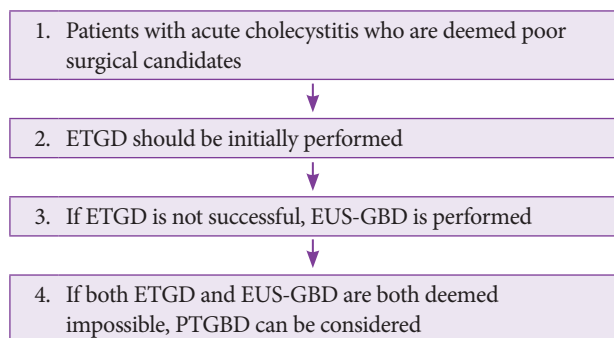 1. Patients with acute cholecystitis who are deemed poor
surgical candidates
2. ETGD should be initially performed
3. If ETGD is not successful, EUS-GBD is performed
4. If both ETGD and EUS-GBD are both deemed
impossible, PTGBD can be considered